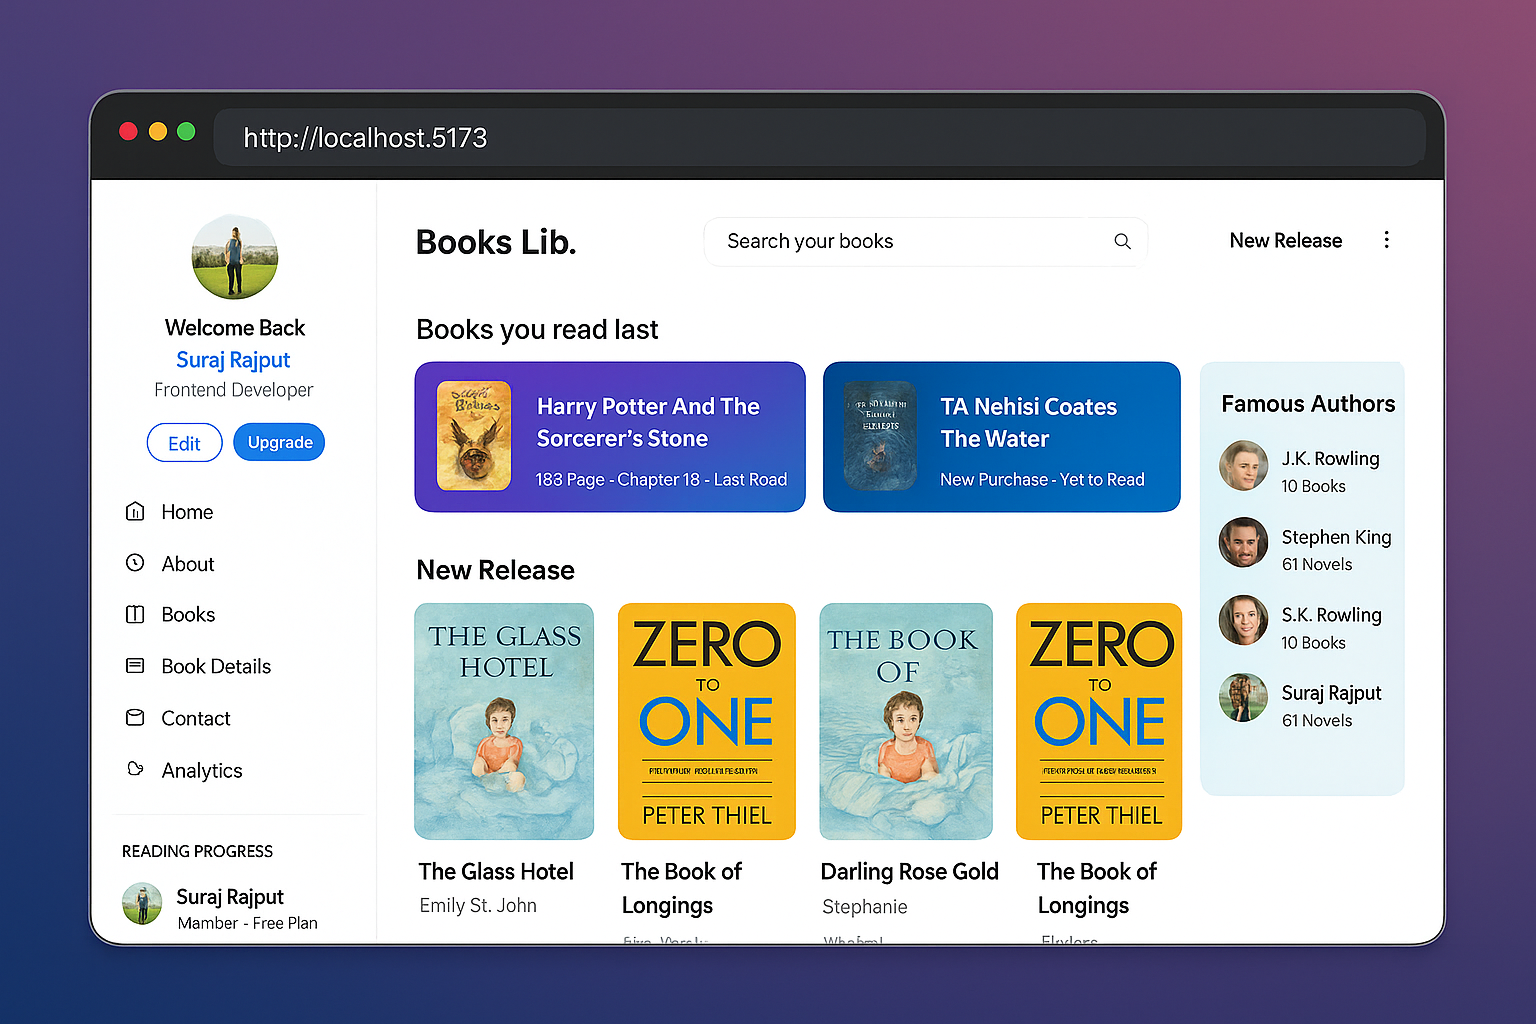 http://localhost.5173
Welcome Back
Suraj Rajput
Frontend Developer
Edit
Upgrade
Home
About
Books
Book Details
Contact
Analytics
READING PROGRESS
Suraj Rajput
Mamber - Free Plan
Books Lib.
Search your books
New Release
Books you read last
Harry Potter And The
Sorcerer's Stone
183 Page - Chapter 18 - Last Road
TA Nehisi Coates
The Water
New Purchase - Yet to Read
New Release
THE GLASS
HOTEL
The Glass Hotel
Emily St. John
ZERO
TO
ONE
PETER THIEL
The Book of
Longings
THE BOOK
OF
Darling Rose Gold
Stephanie
ZERO
TO
ONE
PETER THIEL
The Book of
Longings
Famous Authors
J.K. Rowling
10 Books
Stephen King
61 Novels
S.K. Rowling
10 Books
Suraj Rajput
61 Novels